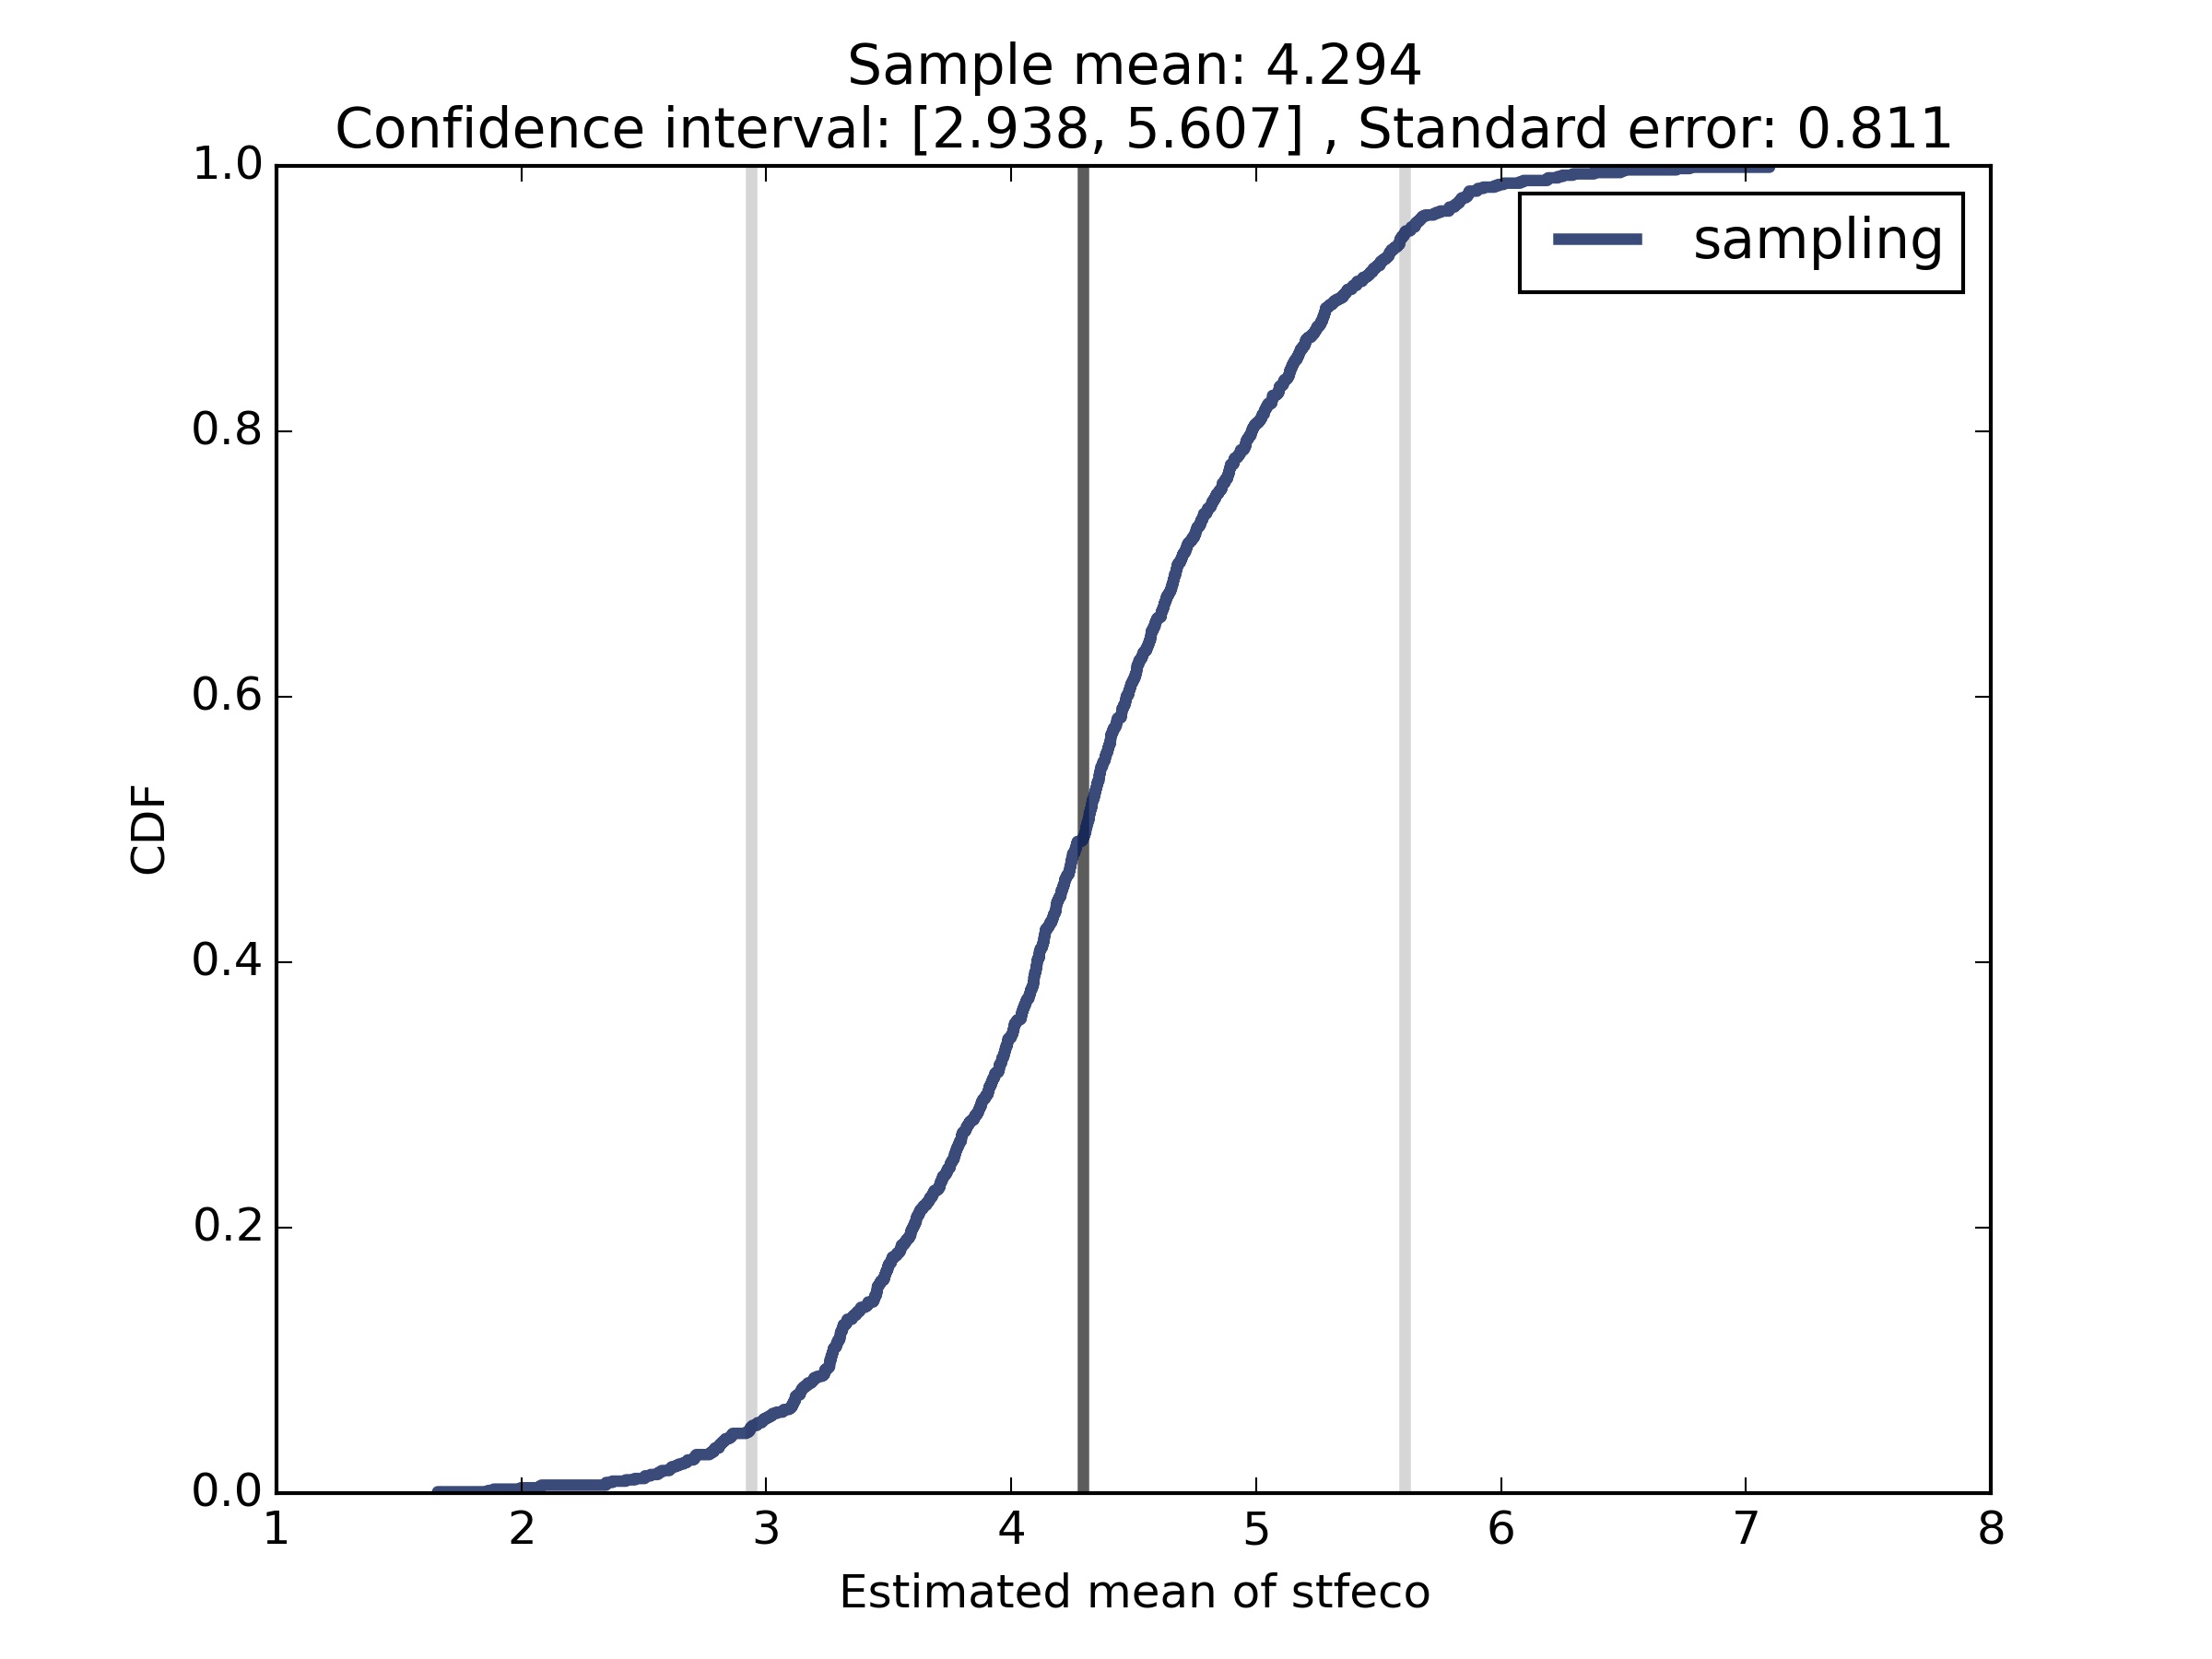 Sample mean: 4.294
Confidence interval: [2.938, 5.607] , Standard error: 0.811
1.0
sampling
0.8
0.6
CDF
0.4
0.2
0.0
1 2 3 4 5 6 7 8
Estimated mean of stfeco